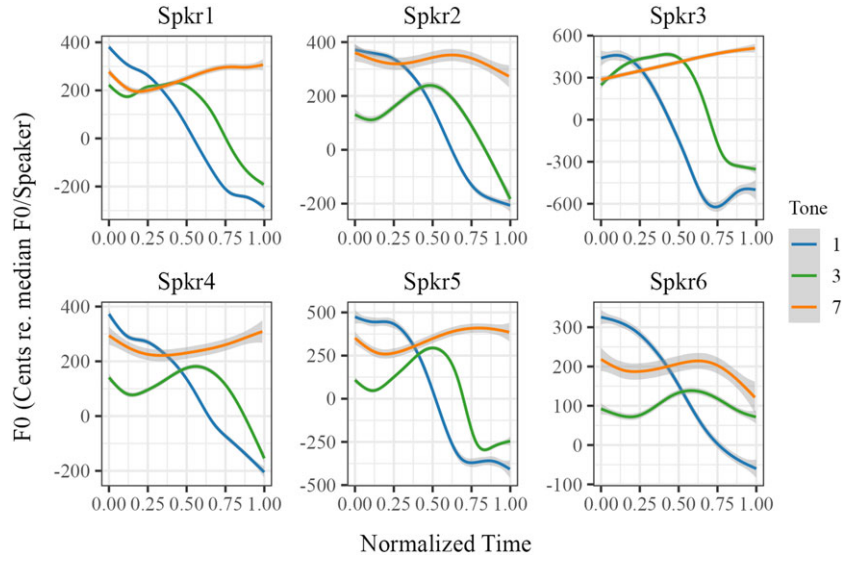 Spkr1 Spkr2 Spkr3
400 400 600
200 200 300
0 0 0
-200 -200 -300
-600
0.00 0.25 0.50 0.75 1.00 0.00 0.25 0.50 0.75 1.00 0.00 0.25 0.50 0.75 1.00
Spkr4 Spkr5 Spkr6
400 500 300
200 250 200
0 0 100
-200 -250 0
-500 -100
0.00 0.25 0.50 0.75 1.00 0.00 0.25 0.50 0.75 1.00 0.00 0.25 0.50 0.75 1.00
F0 ((Cents re. median F0/Speaker)
Normalized Time
Tone
1
3
7